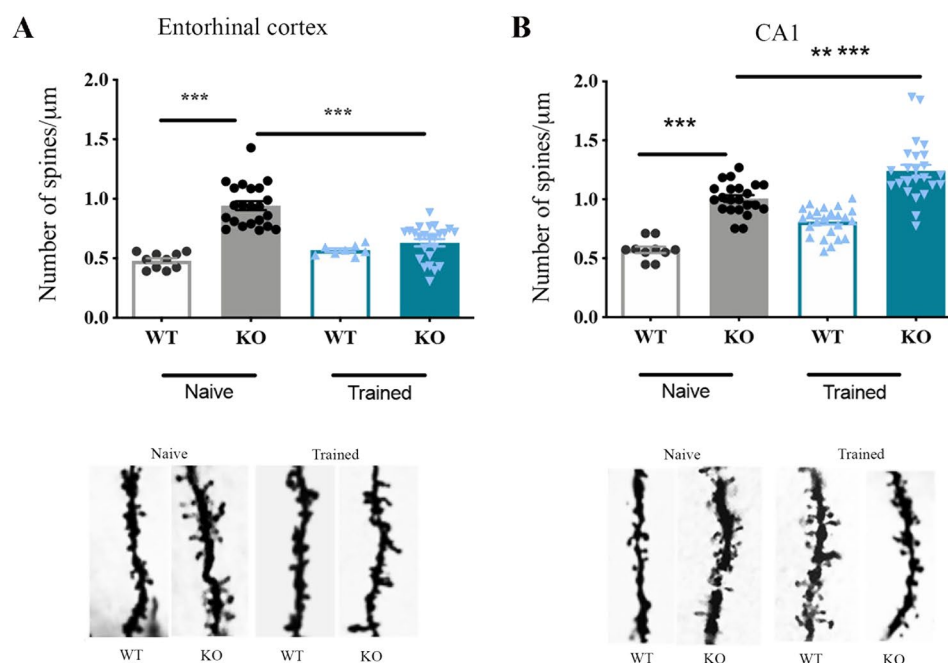 A
Entorhinal cortex
Number of spines/µm
2.0
1.5
1.0
0.5
0.0
***
***
WT
KO
WT
KO
Naive
Trained
Naive
Trained
WT
KO
WT
KO
B
CA1
Number of spines/µm
2.0
1.5
1.0
0.5
0.0
***
** ***
WT
KO
WT
KO
Naive
Trained
Naive
Trained
WT
KO
WT
KO